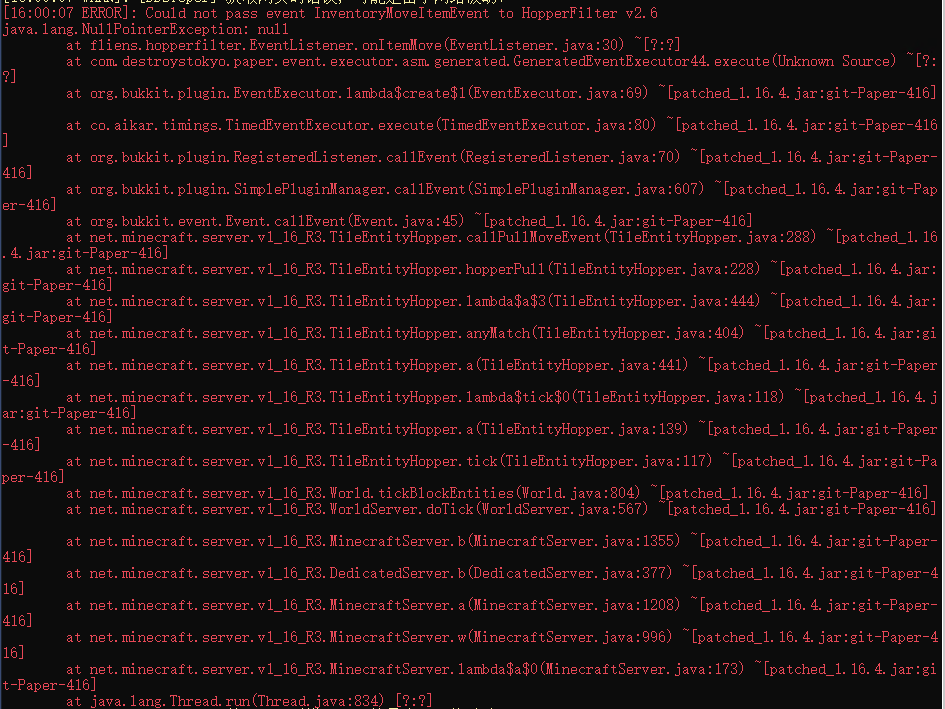 [16:00:07 ERROR]: Could not pass event InventoryMoveItemEvent to HopperFilter v2.6
java.lang.NullPointerException: null
at fliens.hopperfilter.EventListener.onItemMove(EventListener.java:30) ~[?:?]
at com.destroystokyo.paper.event.executor.asm.generated.GeneratedEventExecutor44.execute(Unknown Source) ~[?:
?]
at org.bukkit.plugin.EventExecutor.lambda$create$1(EventExecutor.java:69) ~[patched_1.16.4.jar:git-Paper-416]
at co.aikar.timings.TimedEventExecutor.execute(TimedEventExecutor.java:80) ~[patched_1.16.4.jar:git-Paper-416
]
at org.bukkit.plugin.RegisteredListener.callEvent(RegisteredListener.java:70) ~[patched_1.16.4.jar:git-Paper-
416]
at org.bukkit.plugin.SimplePluginManager.callEvent(SimplePluginManager.java:607) ~[patched_1.16.4.jar:git-Pap
er-416]
at org.bukkit.event.Event.callEvent(Event.java:45) ~[patched_1.16.4.jar:git-Paper-416]
at net.minecraft.server.v1_16_R3.TileEntityHopper.callPullMoveEvent(TileEntityHopper.java:288) ~[patched_1.16
.4.jar:git-Paper-416]
at net.minecraft.server.v1_16_R3.TileEntityHopper.hopperPull(TileEntityHopper.java:228) ~[patched_1.16.4.jar:
git-Paper-416]
at net.minecraft.server.v1_16_R3.TileEntityHopper.lambda$a$3(TileEntityHopper.java:444) ~[patched_1.16.4.jar:
git-Paper-416]
at net.minecraft.server.v1_16_R3.TileEntityHopper.anyMatch(TileEntityHopper.java:404) ~[patched_1.16.4.jar:gi
t-Paper-416]
at net.minecraft.server.v1_16_R3.TileEntityHopper.a(TileEntityHopper.java:441) ~[patched_1.16.4.jar:git-Paper
-416]
at net.minecraft.server.v1_16_R3.TileEntityHopper.lambda$tick$0(TileEntityHopper.java:118) ~[patched_1.16.4.j
ar:git-Paper-416]
at net.minecraft.server.v1_16_R3.TileEntityHopper.a(TileEntityHopper.java:139) ~[patched_1.16.4.jar:git-Paper
-416]
at net.minecraft.server.v1_16_R3.TileEntityHopper.tick(TileEntityHopper.java:117) ~[patched_1.16.4.jar:git-Pa
per-416]
at net.minecraft.server.v1_16_R3.World.tickBlockEntities(World.java:804) ~[patched_1.16.4.jar:git-Paper-416]
at net.minecraft.server.v1_16_R3.WorldServer.doTick(WorldServer.java:567) ~[patched_1.16.4.jar:git-Paper-416]
at net.minecraft.server.v1_16_R3.MinecraftServer.b(MinecraftServer.java:1355) ~[patched_1.16.4.jar:git-Paper-
416]
at net.minecraft.server.v1_16_R3.DedicatedServer.b(DedicatedServer.java:377) ~[patched_1.16.4.jar:git-Paper-4
16]
at net.minecraft.server.v1_16_R3.MinecraftServer.a(MinecraftServer.java:1208) ~[patched_1.16.4.jar:git-Paper-
416]
at net.minecraft.server.v1_16_R3.MinecraftServer.w(MinecraftServer.java:996) ~[patched_1.16.4.jar:git-Paper-4
16]
at net.minecraft.server.v1_16_R3.MinecraftServer.lambda$a$0(MinecraftServer.java:173) ~[patched_1.16.4.jar:gi
t-Paper-416]
at java.lang.Thread.run(Thread.java:834) [?:?]